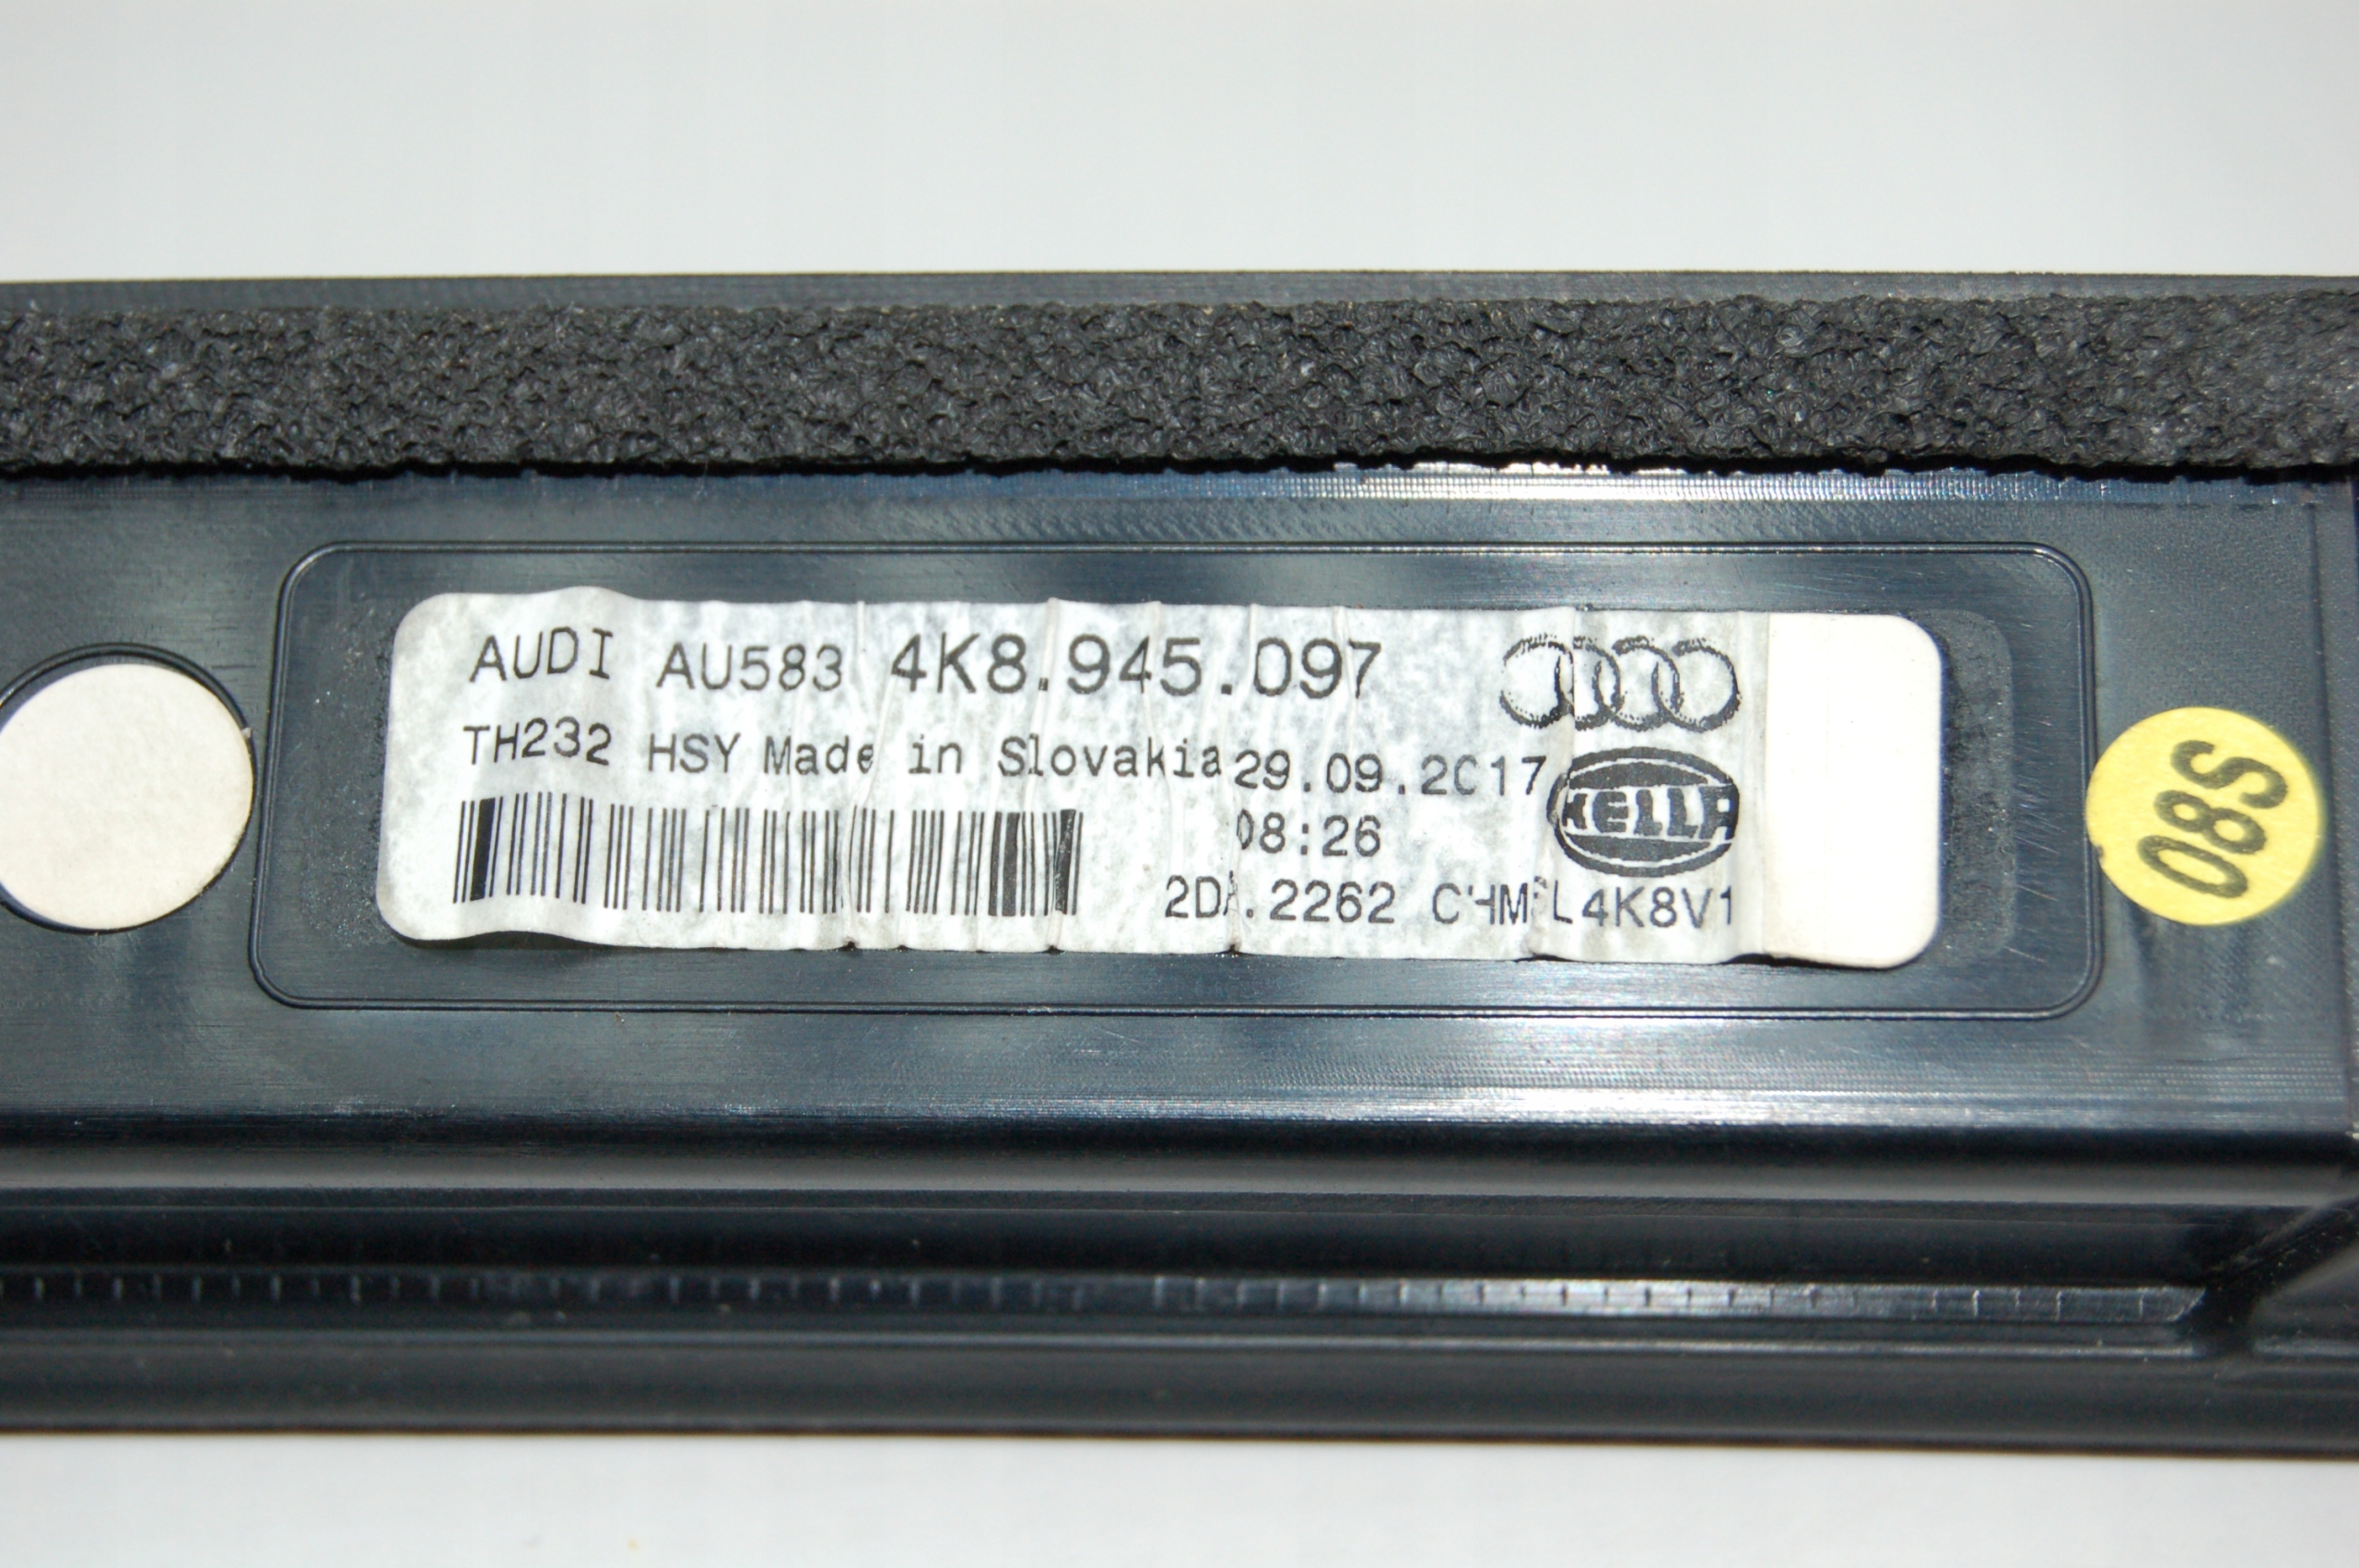 AUDI AU583 4K8.945.097
TH232 HSY Made in Slovakia 29.09.2017
HELLA
08:26
2DA.2262 CHMSL4K8V1
08S